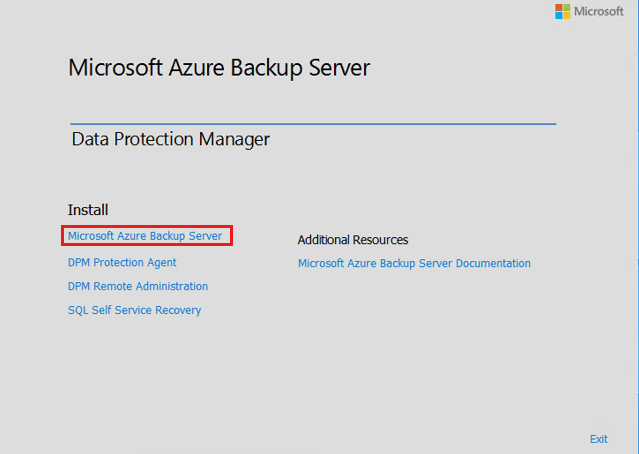 Microsoft
Microsoft Azure Backup Server
Data Protection Manager
Install
Microsoft Azure Backup Server
DPM Protection Agent
DPM Remote Administration
SQL Self Service Recovery
Additional Resources
Microsoft Azure Backup Server Documentation
Exit